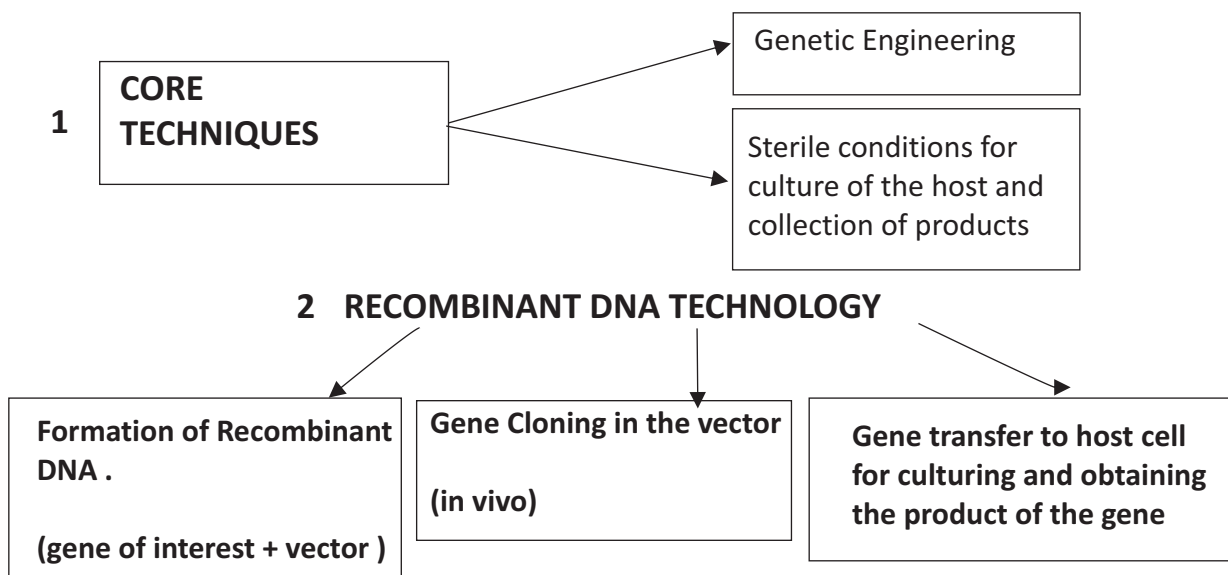 1
CORE
TECHNIQUES
Genetic Engineering
Sterile conditions for
culture of the host and
collection of products
2 RECOMBINANT DNA TECHNOLOGY
Formation of Recombinant
DNA .
(gene of interest + vector )
Gene Cloning in the vector
(in vivo)
Gene transfer to host cell
for culturing and obtaining
the product of the gene